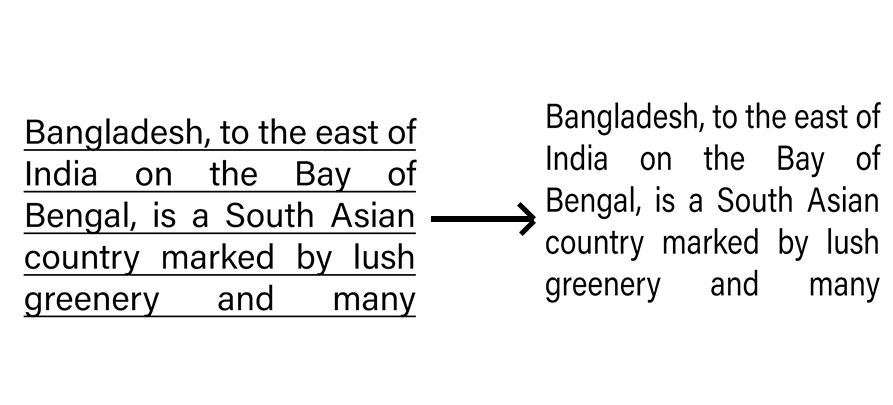 Bangladesh, to the east of
India on the Bay of
Bengal, is a South Asian
country marked by lush
greenery and many
Bangladesh, to the east of
India on the Bay of
Bengal, is a South Asian
country marked by lush
greenery and many